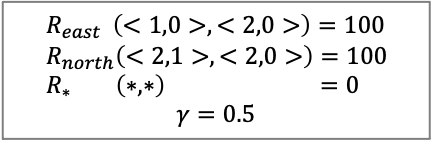 R_east (< 1,0 >, < 2,0 >) = 100
R_north (< 2,1 >, < 2,0 >) = 100
R_* (*,*) = 0
γ = 0.5